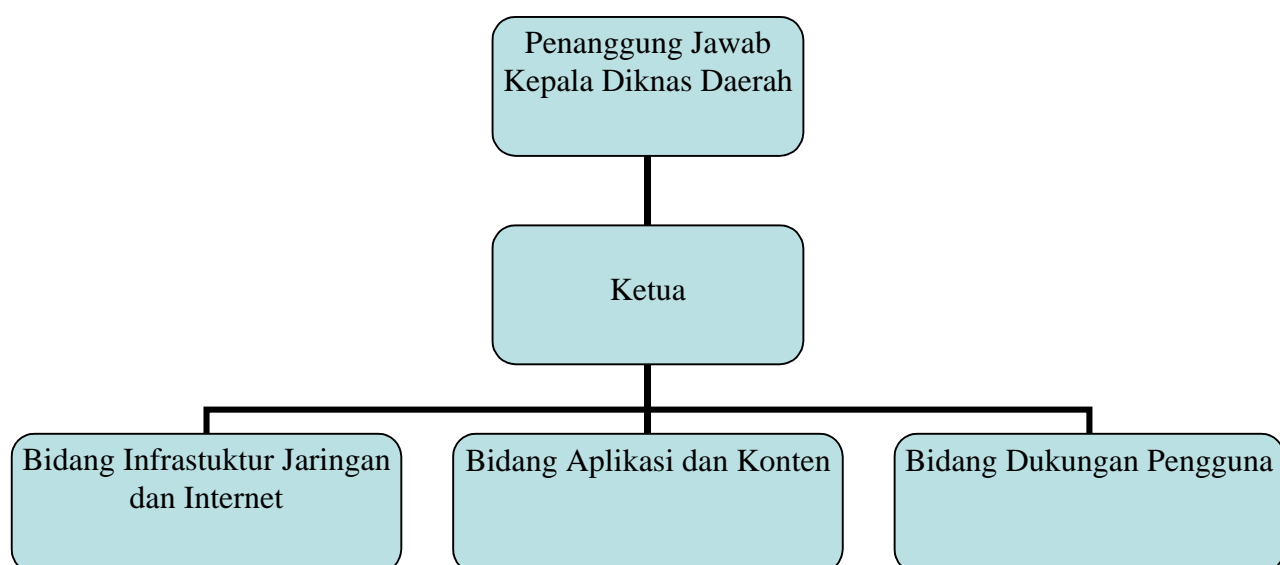 Penanggung Jawab
Kepala Diknas Daerah
Ketua
Bidang Infrastuktur Jaringan
dan Internet
Bidang Aplikasi dan Konten
Bidang Dukungan Pengguna